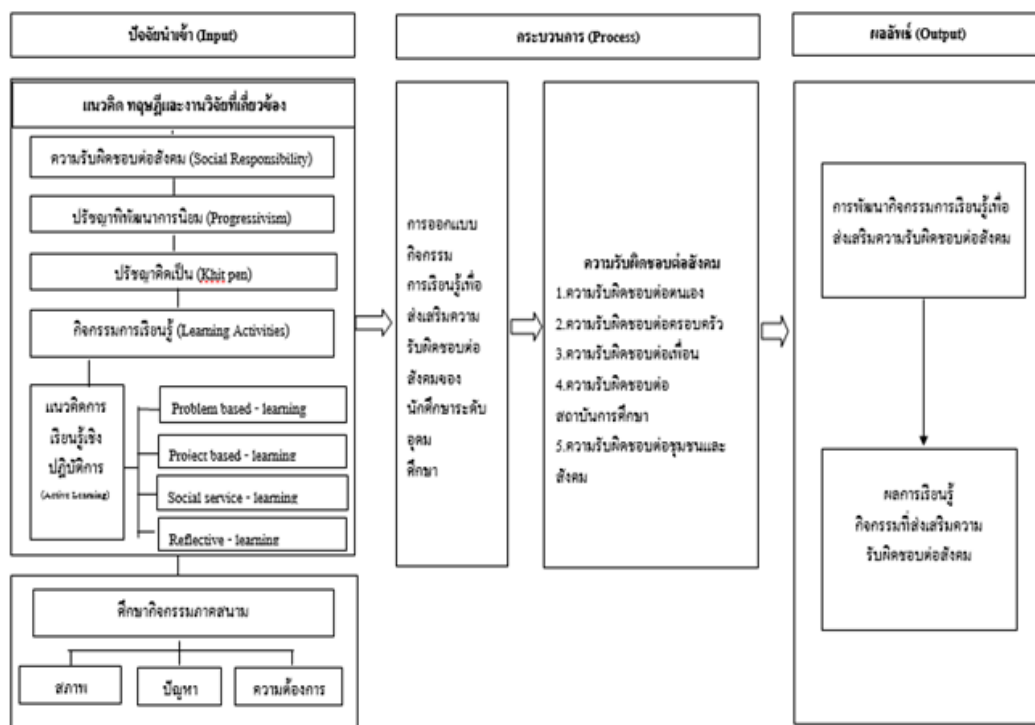 ปัจจัยนำเข้า (Input)
กระบวนการ (Process)
ผลลัพธ์ (Output)
แนวคิด ทฤษฎีและงานวิจัยที่เกี่ยวข้อง
ความรับผิดชอบต่อสังคม (Social Responsibility)
ปรัชญาพิพัฒนาการนิยม (Progressivism)
ปรัชญาคิดเป็น (Khit pen)
กิจกรรมการเรียนรู้ (Learning Activities)
แนวคิดการ
เรียนรู้เชิง
ปฏิบัติการ
(Active Learning)
Problem based - learning
Project based - learning
Social service - learning
Reflective - learning
ศึกษากิจกรรมภาคสนาม
สภาพ
ปัญหา
ความต้องการ
การออกแบบ
กิจกรรม
การเรียนรู้เพื่อ
ส่งเสริมความ
รับผิดชอบต่อ
สังคมของ
นักศึกษาระดับ
อุดม
ศึกษา
ความรับผิดชอบต่อสังคม
1.ความรับผิดชอบต่อตนเอง
2.ความรับผิดชอบต่อครอบครัว
3.ความรับผิดชอบต่อเพื่อน
4.ความรับผิดชอบต่อ
สถาบันการศึกษา
5.ความรับผิดชอบต่อชุมชนและ
สังคม
การพัฒนากิจกรรมการเรียนรู้เพื่อ
ส่งเสริมความรับผิดชอบต่อสังคม
ผลการเรียนรู้
กิจกรรมที่ส่งเสริมความ
รับผิดชอบต่อสังคม